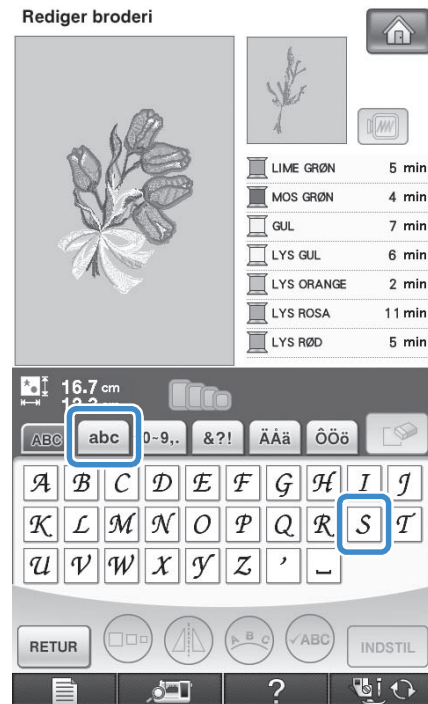 Rediger broderi
LIME GRØN 5 min
MOS GRØN 4 min
GUL 7 min
LYS GUL 6 min
LYS ORANGE 2 min
LYS ROSA 11 min
LYS RØD 5 min
16.7 cm
ABC abc 0~9,. &?! ÄÅä ÔÖö
A B C D E F G H I J
K L M N O P Q R S T
U V W X Y Z ’ ⎵
RETUR A B C ✓ABC INDSTIL
? i